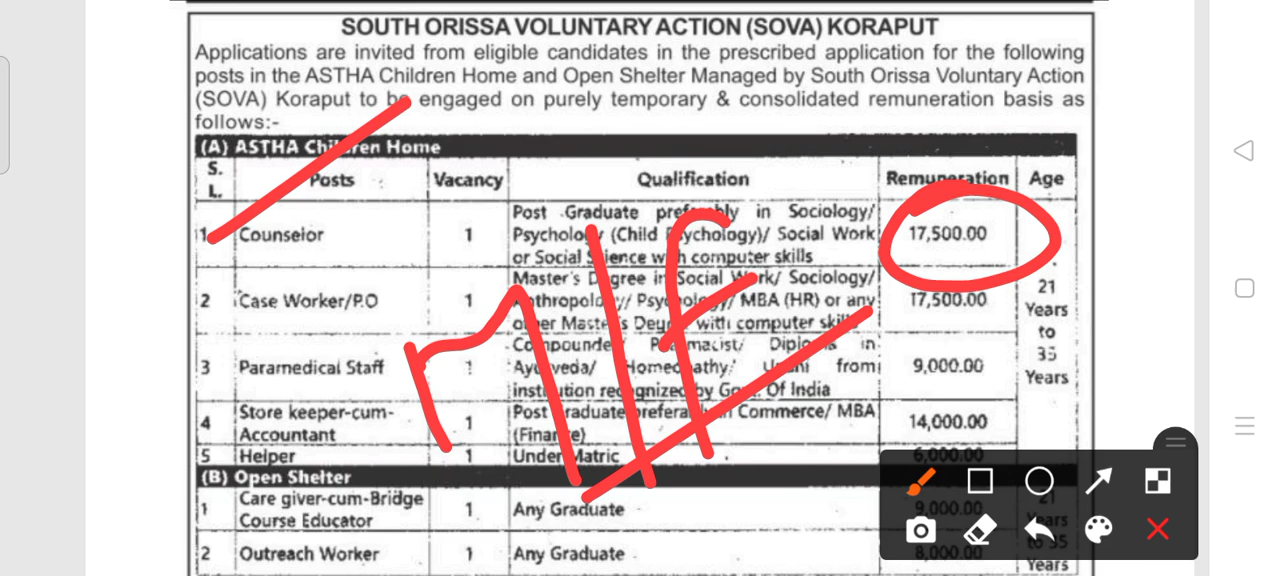 SOUTH ORISSA VOLUNTARY ACTION (SOVA) KORAPUT
Applications are invited from eligible candidates in the prescribed application for the following
posts in the ASTHA Children Home and Open Shelter Managed by South Orissa Voluntary Action
(SOVA) Koraput to be engaged on purely temporary & consolidated remuneration basis as
follows:-
(A) ASTHA Children Home
S. L. Posts Vacancy Qualification Remuneration Age
1 Counselor 1 Post Graduate preferably in Sociology/
Psychology (Child Psychology)/ Social Work 17,500.00
or Social Science with computer skills
2 Case Worker/P.O 1 Master's Degree in Social Work/ Sociology/
Anthropology/ Psychology/ MBA (HR) or any 17,500.00
other Master's Degree with computer skills
21
Years
to
35
Years
3 Paramedical Staff 1 Compounder/ Pharmacist/ Diploma in
Ayurveda/ Homeopathy/ Unani from 9,000.00
institution recognized by Govt. Of India
4 Store keeper-cum-
Accountant 1 Post Graduate preferably in Commerce/ MBA
(Finance) 14,000.00
5 Helper 1 Under Matric 6,000.00
(B) Open Shelter
1 Care giver-cum-Bridge
Course Educator 1 Any Graduate 9,000.00
2 Outreach Worker 1 Any Graduate 8,000.00
21
Years
to 35
Years